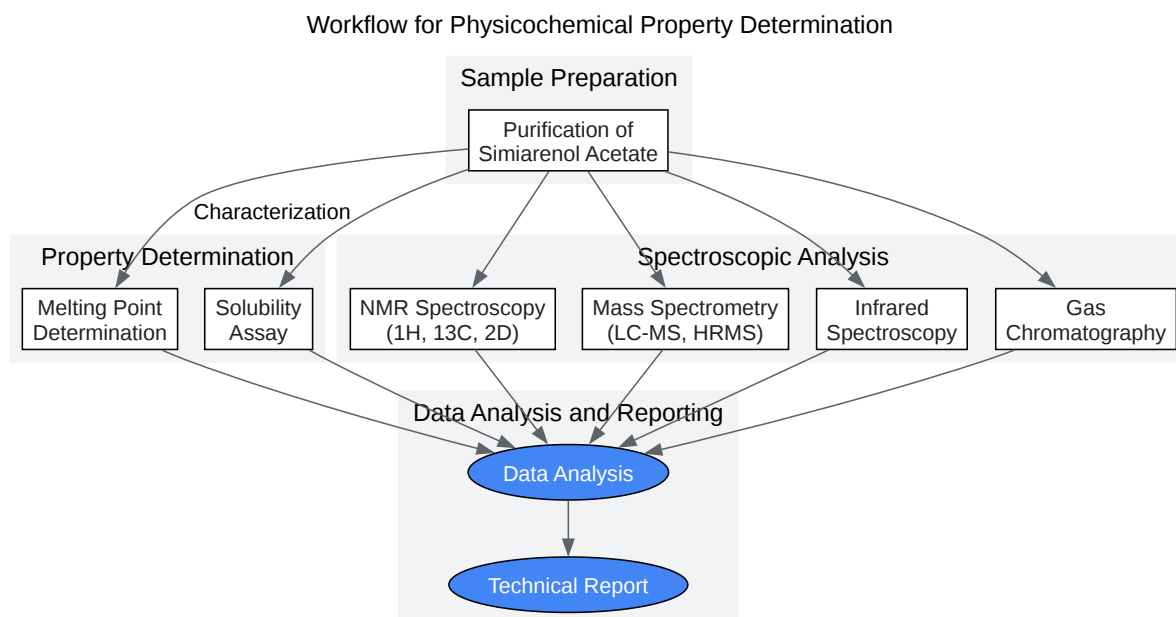 Workflow for Physicochemical Property Determination
Sample Preparation
Purification of
Simiarenol Acetate
Characterization
Property Determination
Melting Point
Determination
Solubility
Assay
Spectroscopic Analysis
NMR Spectroscopy
(1H, 13C, 2D)
Mass Spectrometry
(LC-MS, HRMS)
Infrared
Spectroscopy
Gas
Chromatography
Data Analysis and Reporting
Data Analysis
Technical Report